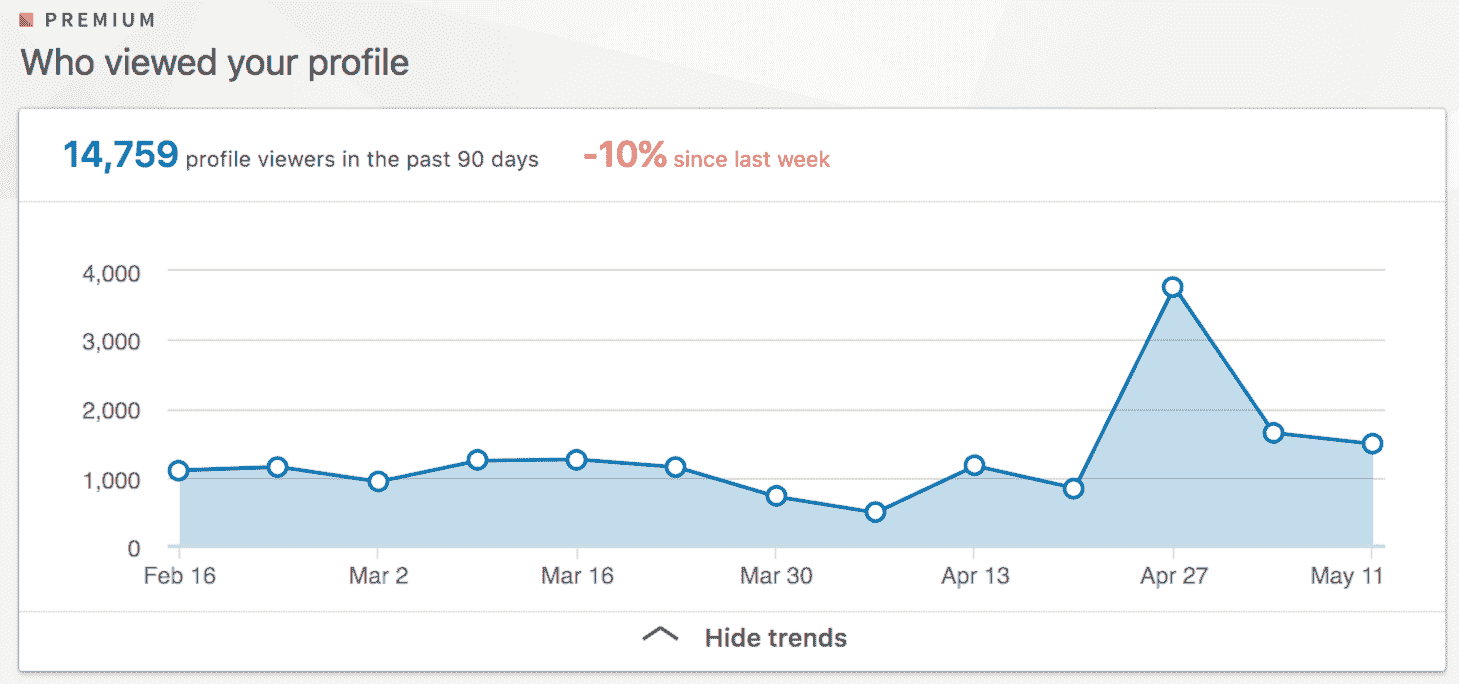 PREMIUM
Who viewed your profile
14,759 profile viewers in the past 90 days -10% since last week
4,000
3,000
2,000
1,000
0
Feb 16 Mar 2 Mar 16 Mar 30 Apr 13 Apr 27 May 11
Hide trends